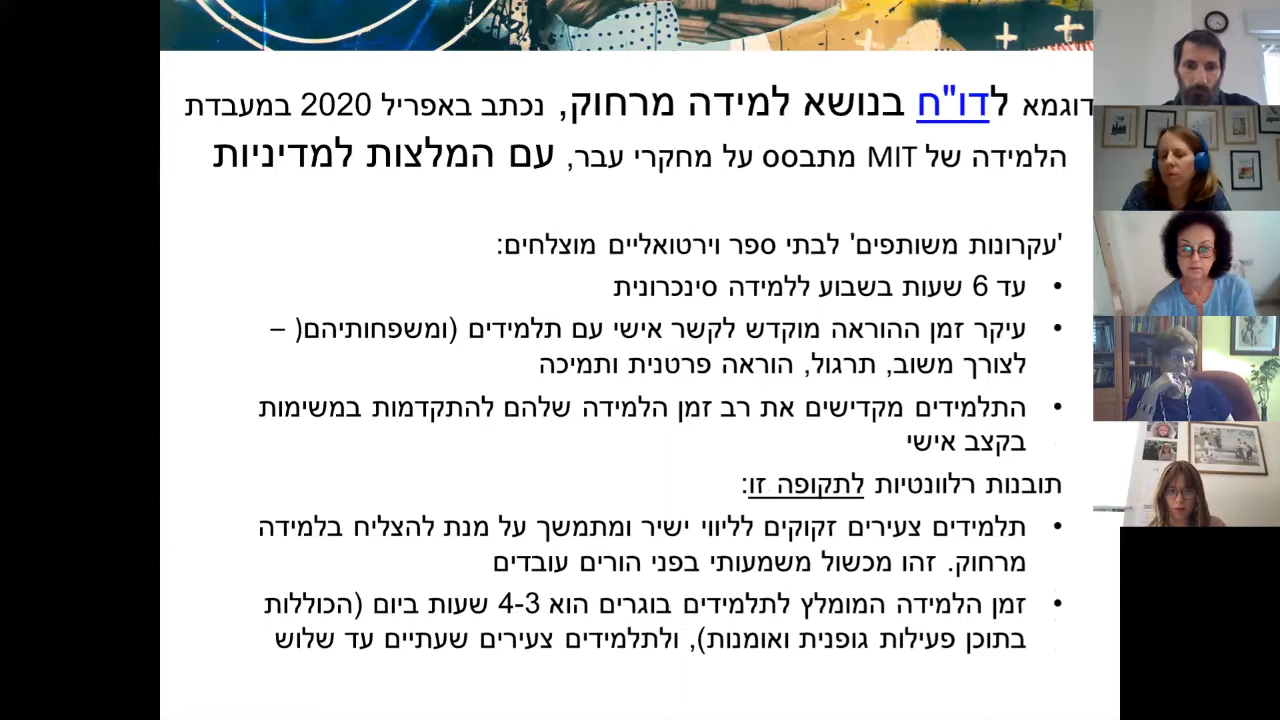 דוגמא לדו"ח בנושא למידה מרחוק, נכתב באפריל 2020 במעבדת
הלמידה של MIT מתבסס על מחקרי עבר, עם המלצות למדיניות
'עקרונות משותפים' לבתי ספר וירטואליים מוצלחים:
• עד 6 שעות בשבוע ללמידה סינכרונית
• עיקר זמן ההוראה מוקדש לקשר אישי עם תלמידים (ומשפחותיהם( –
לצורך משוב, תרגול, הוראה פרטנית ותמיכה
• התלמידים מקדישים את רב זמן הלמידה שלהם להתקדמות במשימות
בקצב אישי
תובנות רלוונטיות לתקופה זו:
• תלמידים צעירים זקוקים לליווי ישיר ומתמשך על מנת להצליח בלמידה
מרחוק. זהו מכשול משמעותי בפני הורים עובדים
• זמן הלמידה המומלץ לתלמידים בוגרים הוא 4-3 שעות ביום (הכוללות
בתוכן פעילות גופנית ואומנות), ולתלמידים צעירים שעתיים עד שלוש